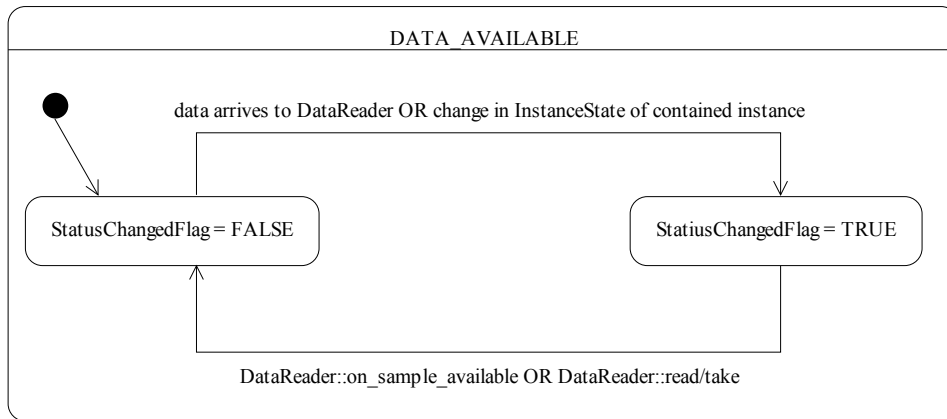 DATA_AVAILABLE
data arrives to DataReader OR change in InstanceState of contained instance
StatusChangedFlag = FALSE
StatiusChangedFlag = TRUE
DataReader::on_sample_available OR DataReader::read/take